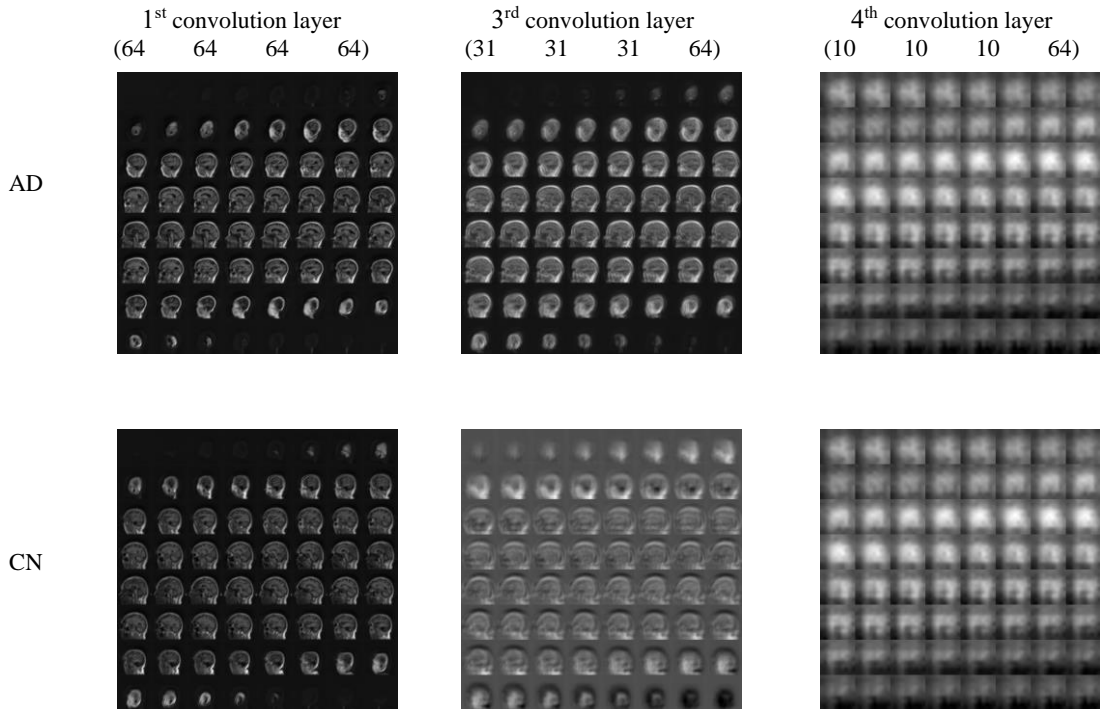 1st convolution layer 3rd convolution layer 4th convolution layer
(64 64 64 64) (31 31 31 64) (10 10 10 64)
AD
CN